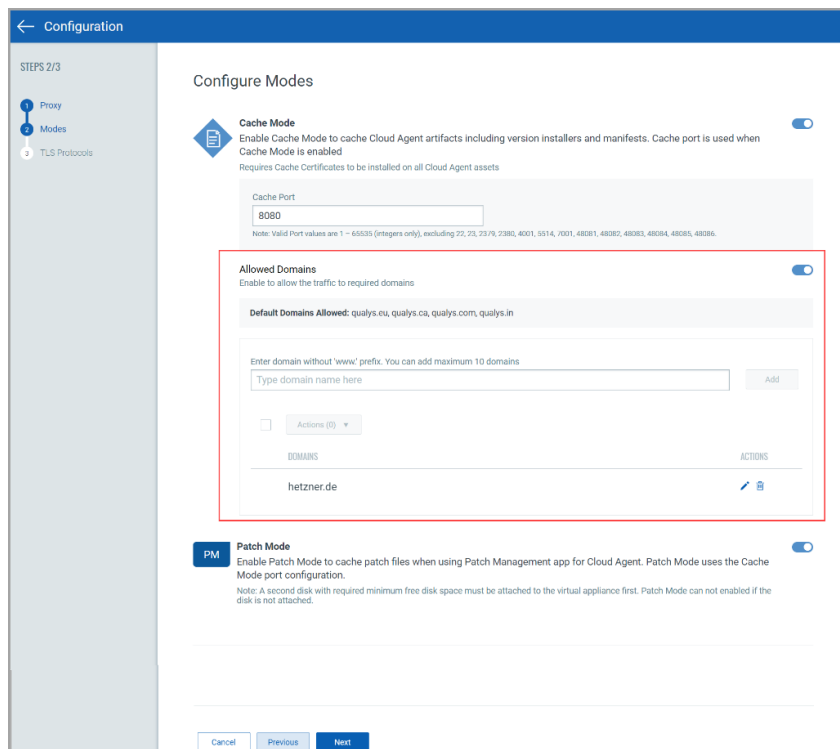 Configuration
STEPS 2/3
1 Proxy
2 Modes
3 TLS Protocols
Configure Modes
Cache Mode
Enable Cache Mode to cache Cloud Agent artifacts including version installers and manifests. Cache port is used when
Cache Mode is enabled
Requires Cache Certificates to be installed on all Cloud Agent assets
Cache Port
8080
Note: Valid Port values are 1 – 65535 (integers only), excluding 22, 23, 2379, 2380, 4001, 5514, 7001, 48081, 48082, 48083, 48084, 48085, 48086.
Allowed Domains
Enable to allow the traffic to required domains
Default Domains Allowed: qualys.eu, qualys.ca, qualys.com, qualys.in
Enter domain without 'www.' prefix. You can add maximum 10 domains
Type domain name here
Add
Actions (0)
DOMAINS ACTIONS
hetzner.de
PM
Patch Mode
Enable Patch Mode to cache patch files when using Patch Management app for Cloud Agent. Patch Mode uses the Cache
Mode port configuration.
Note: A second disk with required minimum free disk space must be attached to the virtual appliance first. Patch Mode can not enabled if the
disk is not attached.
Cancel Previous Next